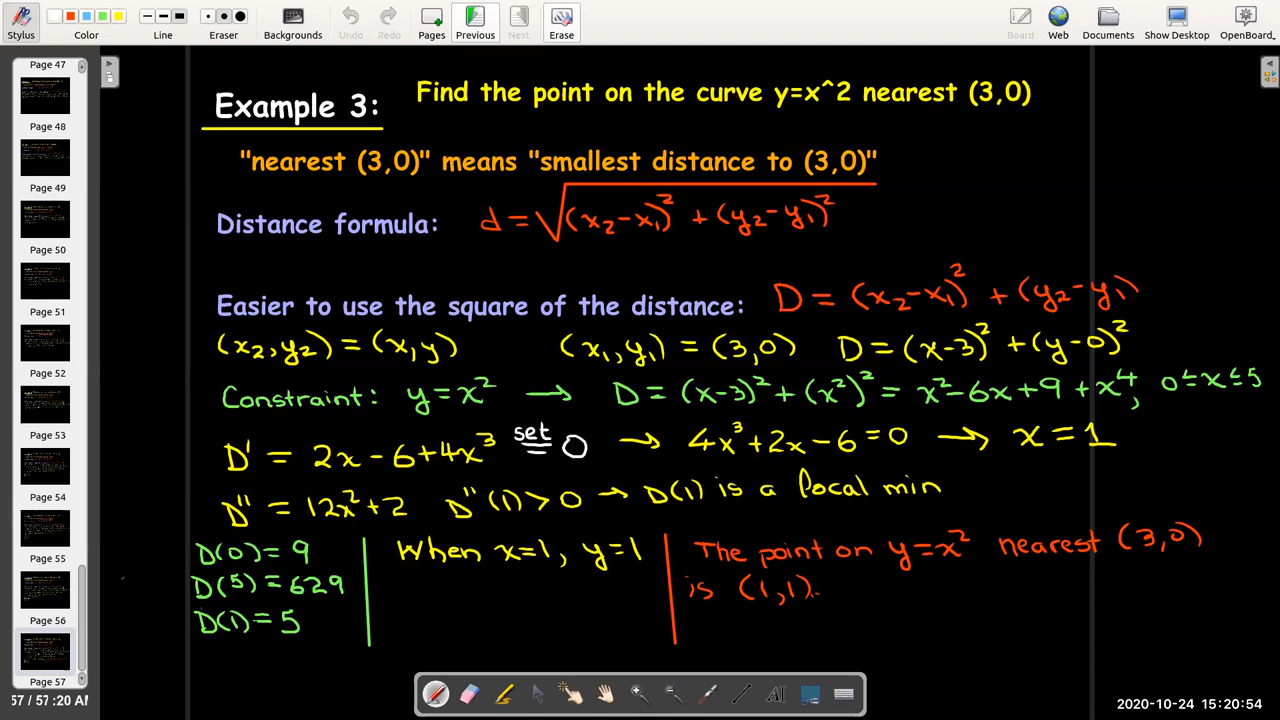 Stylus
Color
Line
Eraser
Backgrounds
Undo
Redo
Pages
Previous
Next
Erase
Board
Web
Documents
Show Desktop
OpenBoard
Page 47
Page 48
Page 49
Page 50
Page 51
Page 52
Page 53
Page 54
Page 55
Page 56
Page 57
Example 3: Find the point on the curve y=x^2 nearest (3,0)
"nearest (3,0)" means "smallest distance to (3,0)"
Distance formula: d = √(x₂-x₁)² + (y₂-y₁)²
Easier to use the square of the distance: D = (x₂-x₁)² + (y₂-y₁)
(x₂,y₂) = (x,y) (x₁,y₁) = (3,0) D = (x-3)² + (y-0)²
Constraint: y=x² → D = (x-3)² + (x²)² = x²-6x+9+x⁴, 0≤x≤5
D' = 2x-6+4x³ set = 0 → 4x³+2x-6=0 → x=1
D'' = 12x²+2 D''(1)>0 → D(1) is a local min
D(0)=9
D(5)=629
D(1)=5
When x=1, y=1
The point on y=x² nearest (3,0)
is (1,1).
57 / 57:20 AM
2020-10-24 15:20:54